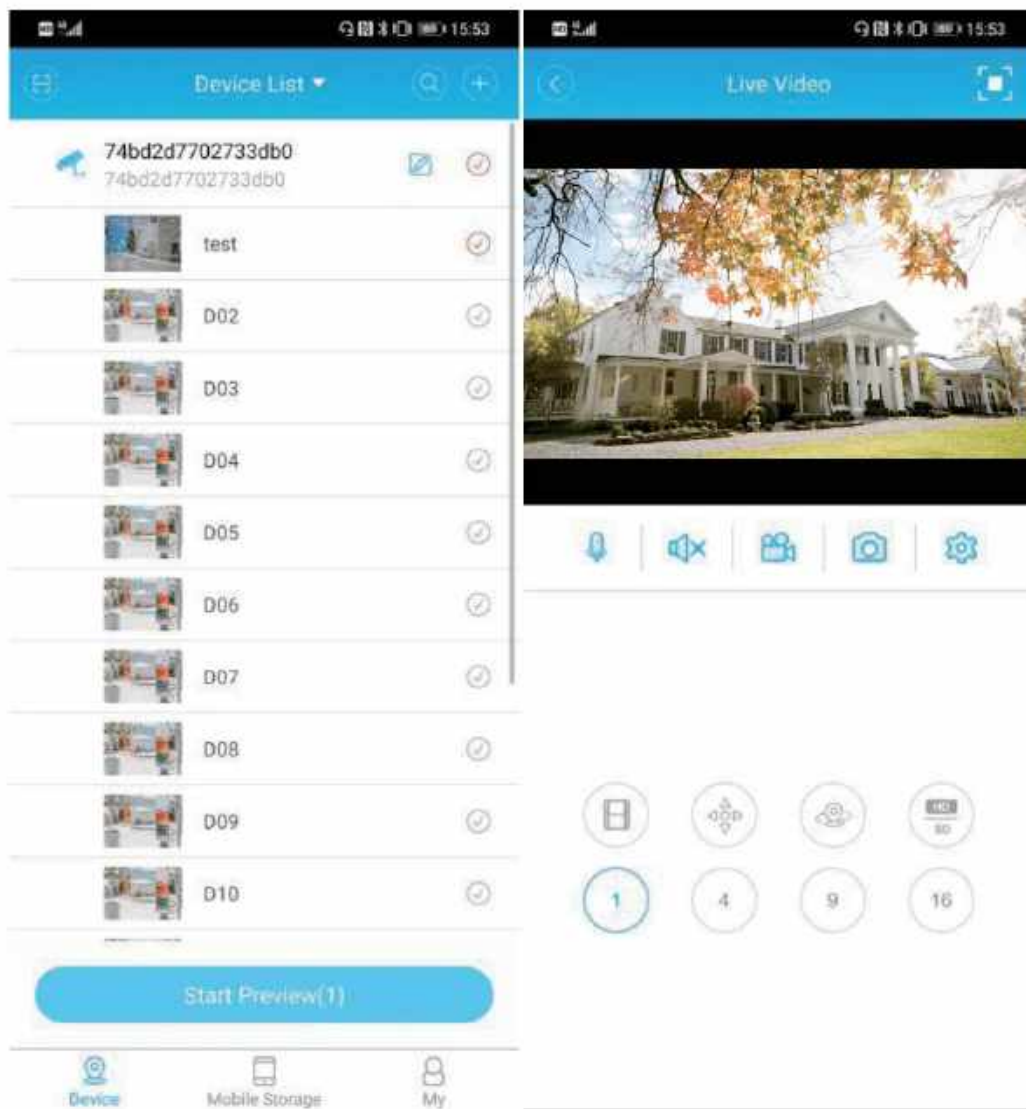 15:53
Device List
74bd2d7702733db0
74bd2d7702733db0
test
D02
D03
D04
D05
D06
D07
D08
D09
D10
Start Preview(1)
Device
Mobile Storage
My
15:53
Live Video
HD
SD
1
4
9
16